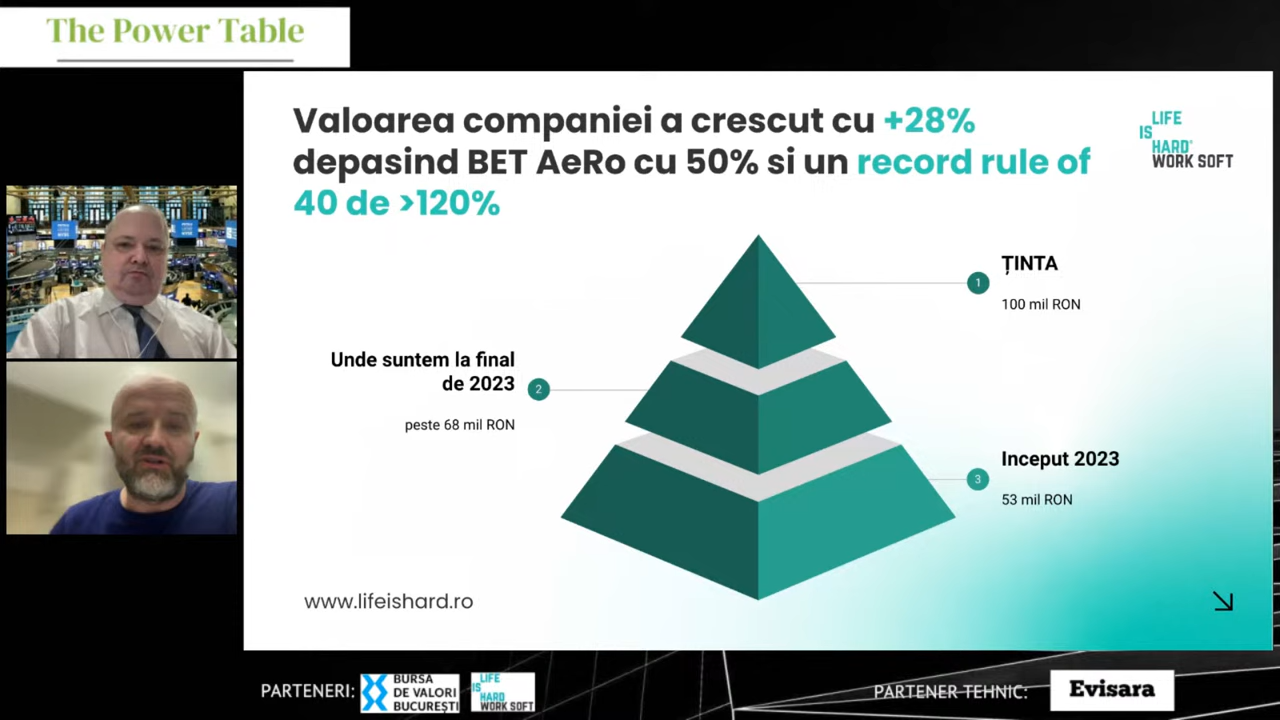 The Power Table
Valoarea companiei a crescut cu +28%
depasind BET AeRo cu 50% si un record rule of
40 de >120%
LIFE
IS
HARD®
WORK SOFT
ȚINTA
1
100 mil RON
Unde suntem la final
de 2023
2
peste 68 mil RON
Inceput 2023
3
53 mil RON
www.lifeishard.ro
PARTENERI:
BURSA
DE VALORI
BUCUREȘTI
LIFE
IS
HARD
WORK SOFT
PARTENER TEHNIC:
Evisara